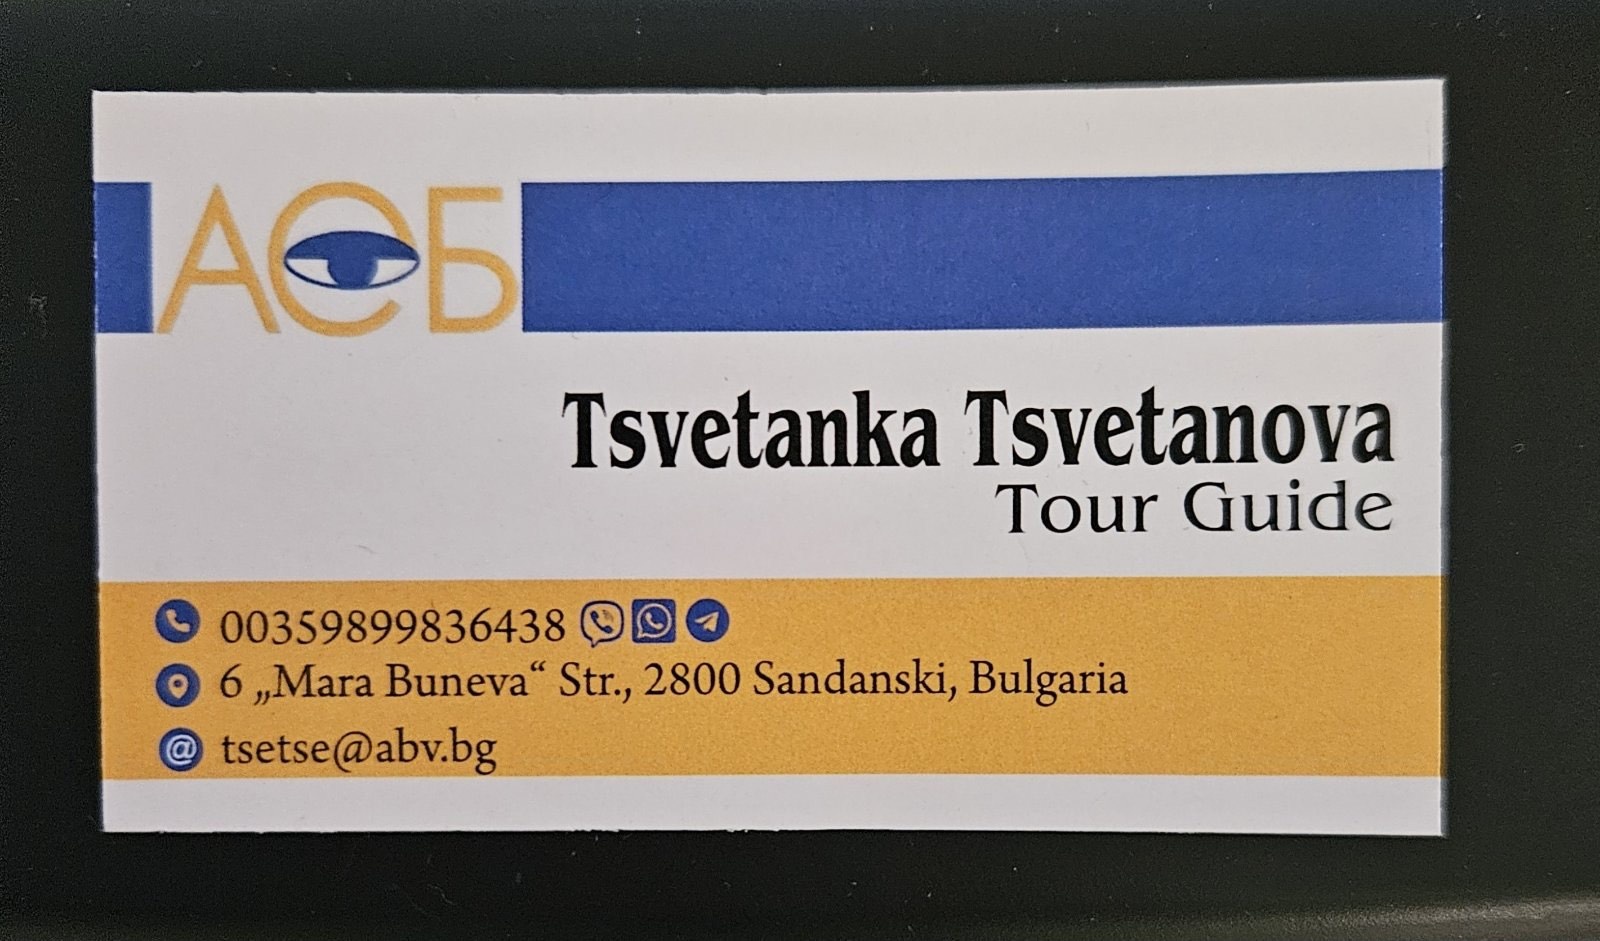 АЕБ
Tsvetanka Tsvetanova
Tour Guide
00359899836438
6 „Mara Buneva“ Str., 2800 Sandanski, Bulgaria
tsetse@abv.bg